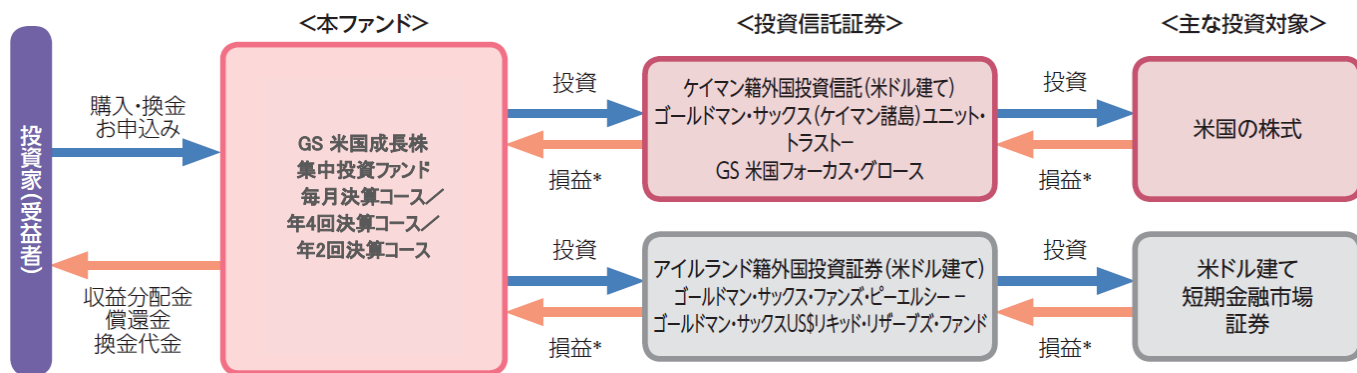 <本ファンド>
<投資信託証券>
<主な投資対象>
投資家(受益者)
購入・換金
お申込み
収益分配金
償還金
換金代金
GS 米国成長株
集中投資ファンド
毎月決算コース／
年4回決算コース／
年2回決算コース
投資
損益*
ケイマン籍外国投資信託(米ドル建て)
ゴールドマン・サックス(ケイマン諸島)ユニット・
トラストー
GS 米国フォーカス・グロース
投資
損益*
米国の株式
投資
損益*
アイルランド籍外国投資証券(米ドル建て)
ゴールドマン・サックス・ファンズ・ピーエルシー −
ゴールドマン・サックスUS$リキッド・リザーブズ・ファンド
投資
損益*
米ドル建て
短期金融市場
証券